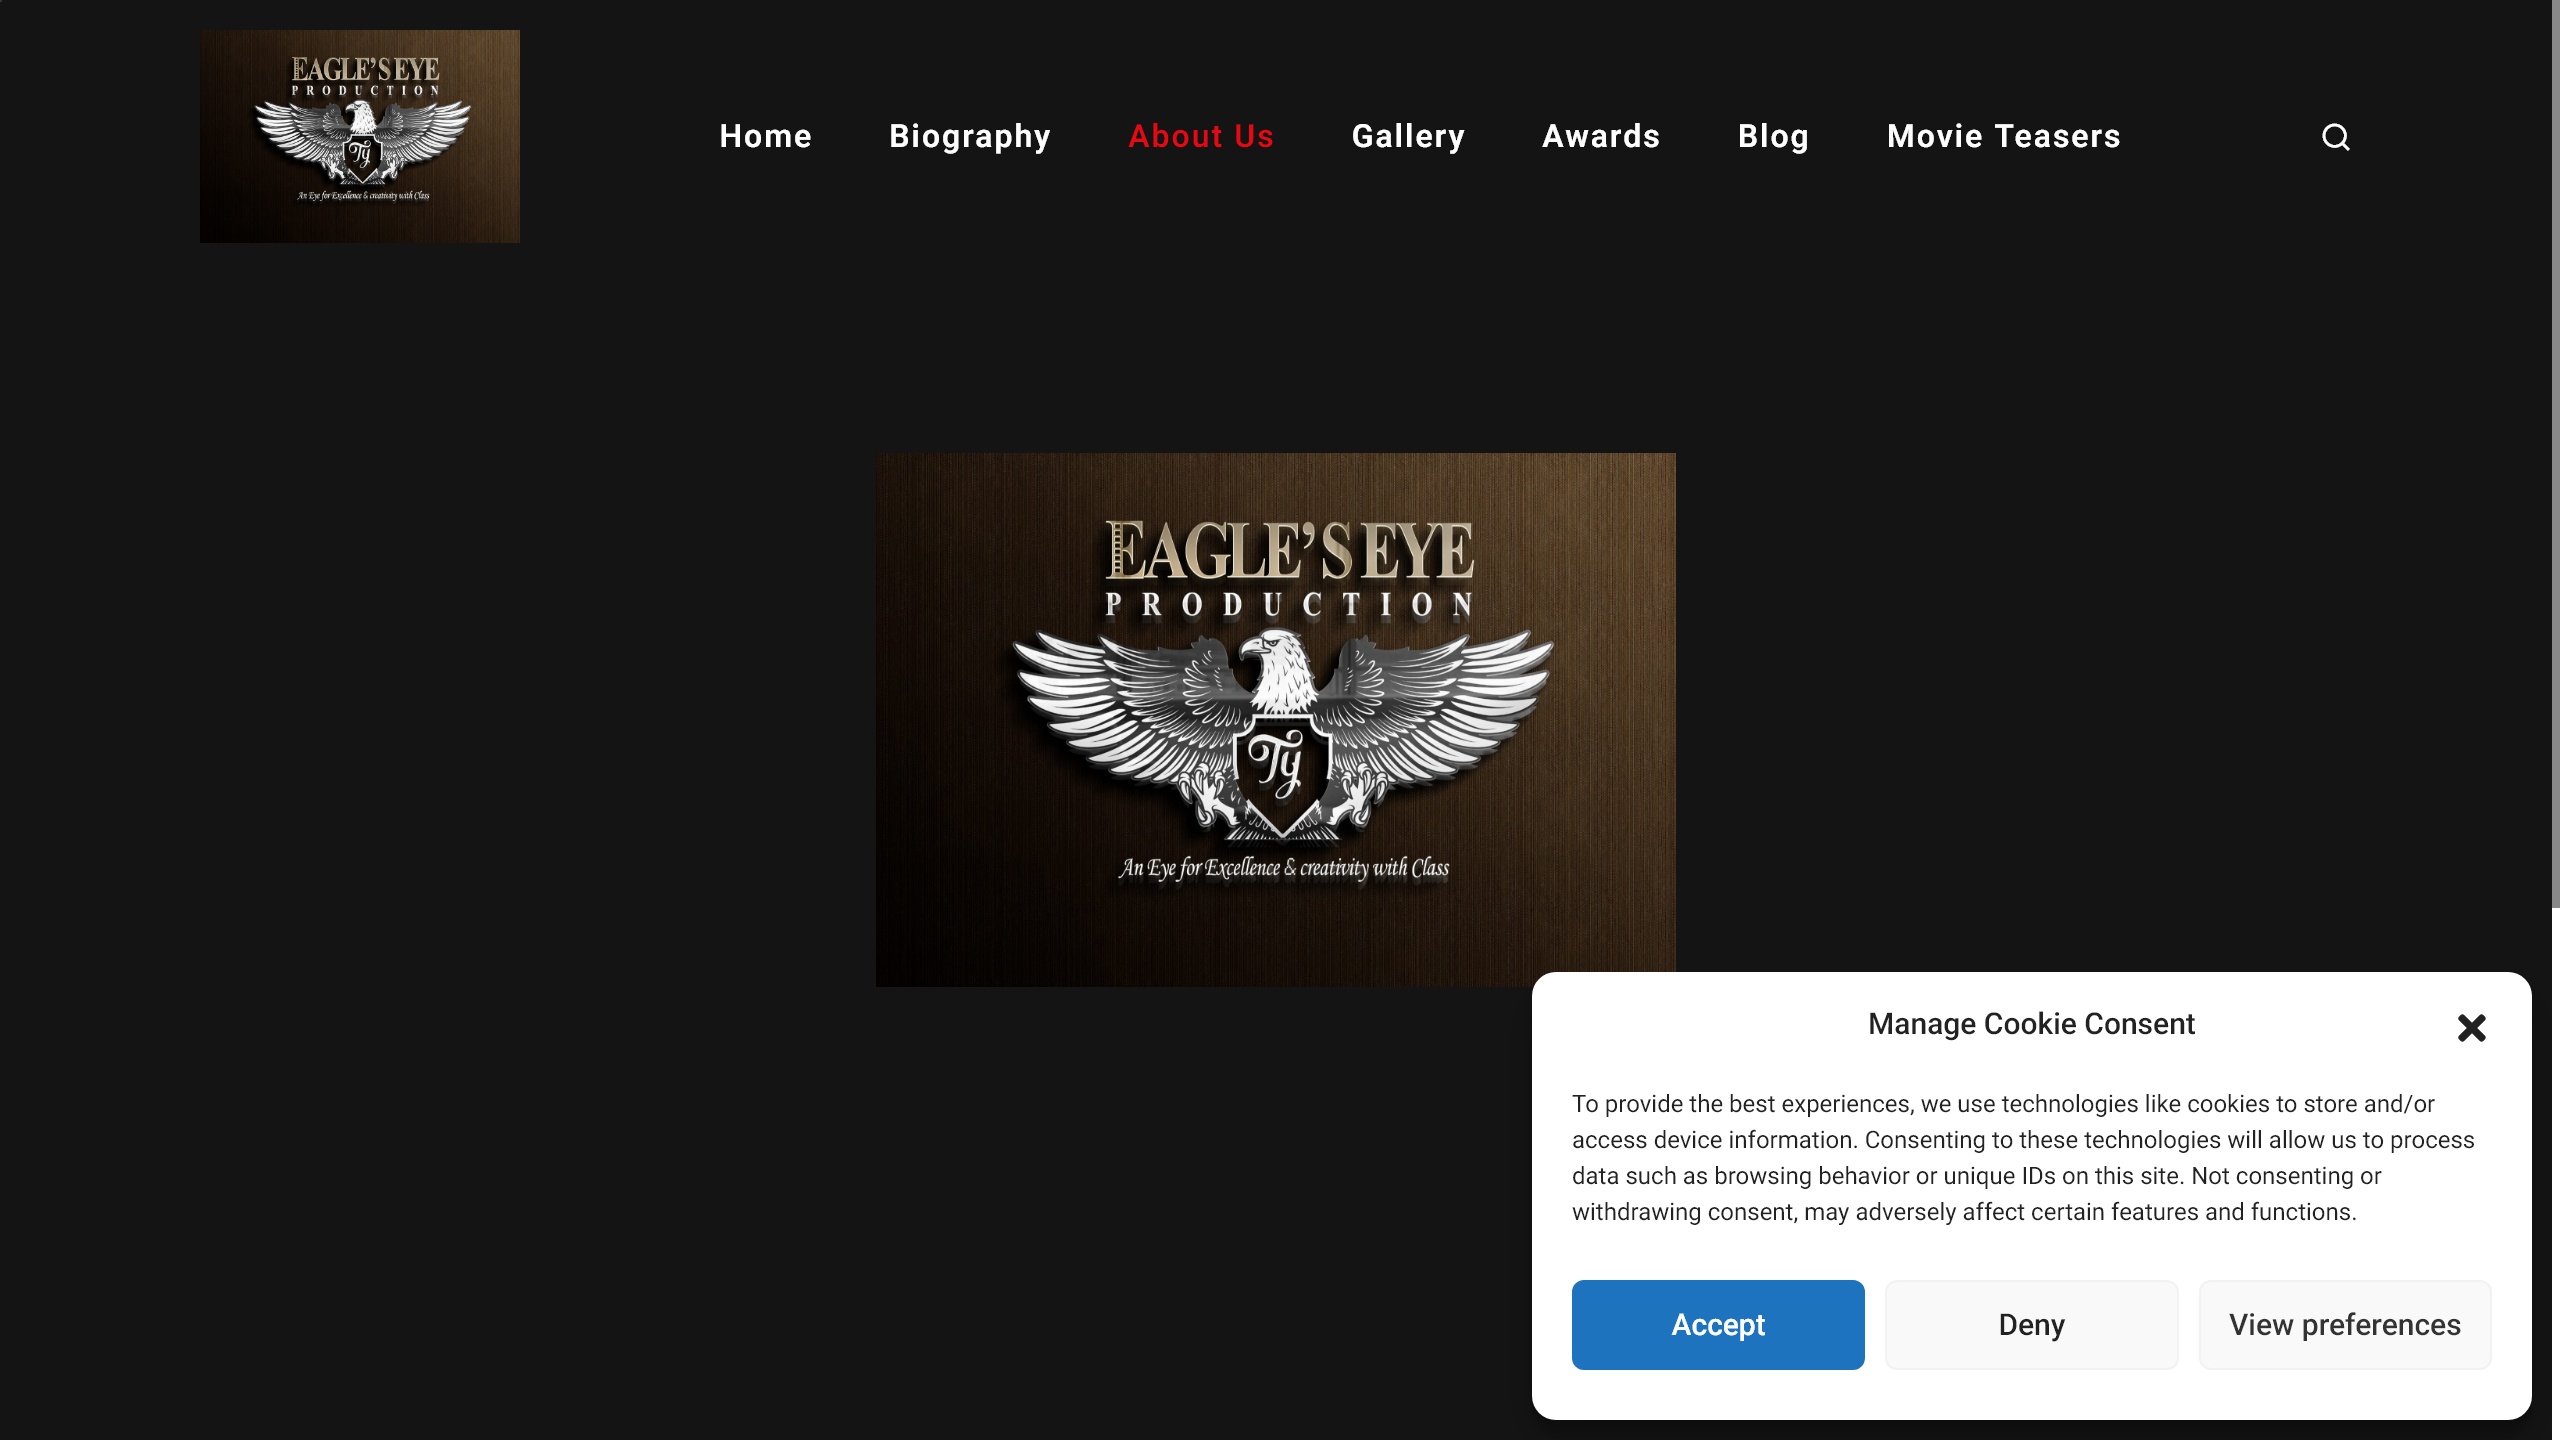 EAGLE'S EYE
PRODUCTION
Ty
An Eye for Excellence & creativity with Class
Home
Biography
About Us
Gallery
Awards
Blog
Movie Teasers
EAGLE'S EYE
PRODUCTION
Ty
An Eye for Excellence & creativity with Class
Manage Cookie Consent
To provide the best experiences, we use technologies like cookies to store and/or
access device information. Consenting to these technologies will allow us to process
data such as browsing behavior or unique IDs on this site. Not consenting or
withdrawing consent, may adversely affect certain features and functions.
Accept
Deny
View preferences